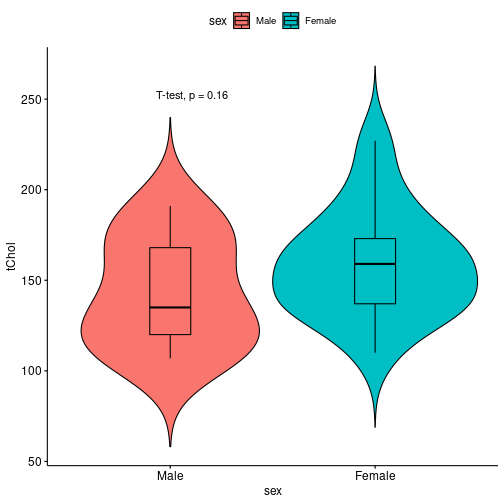 sex Male Female
T-test, p = 0.16
250
200
150
100
50
tChol
Male Female
sex